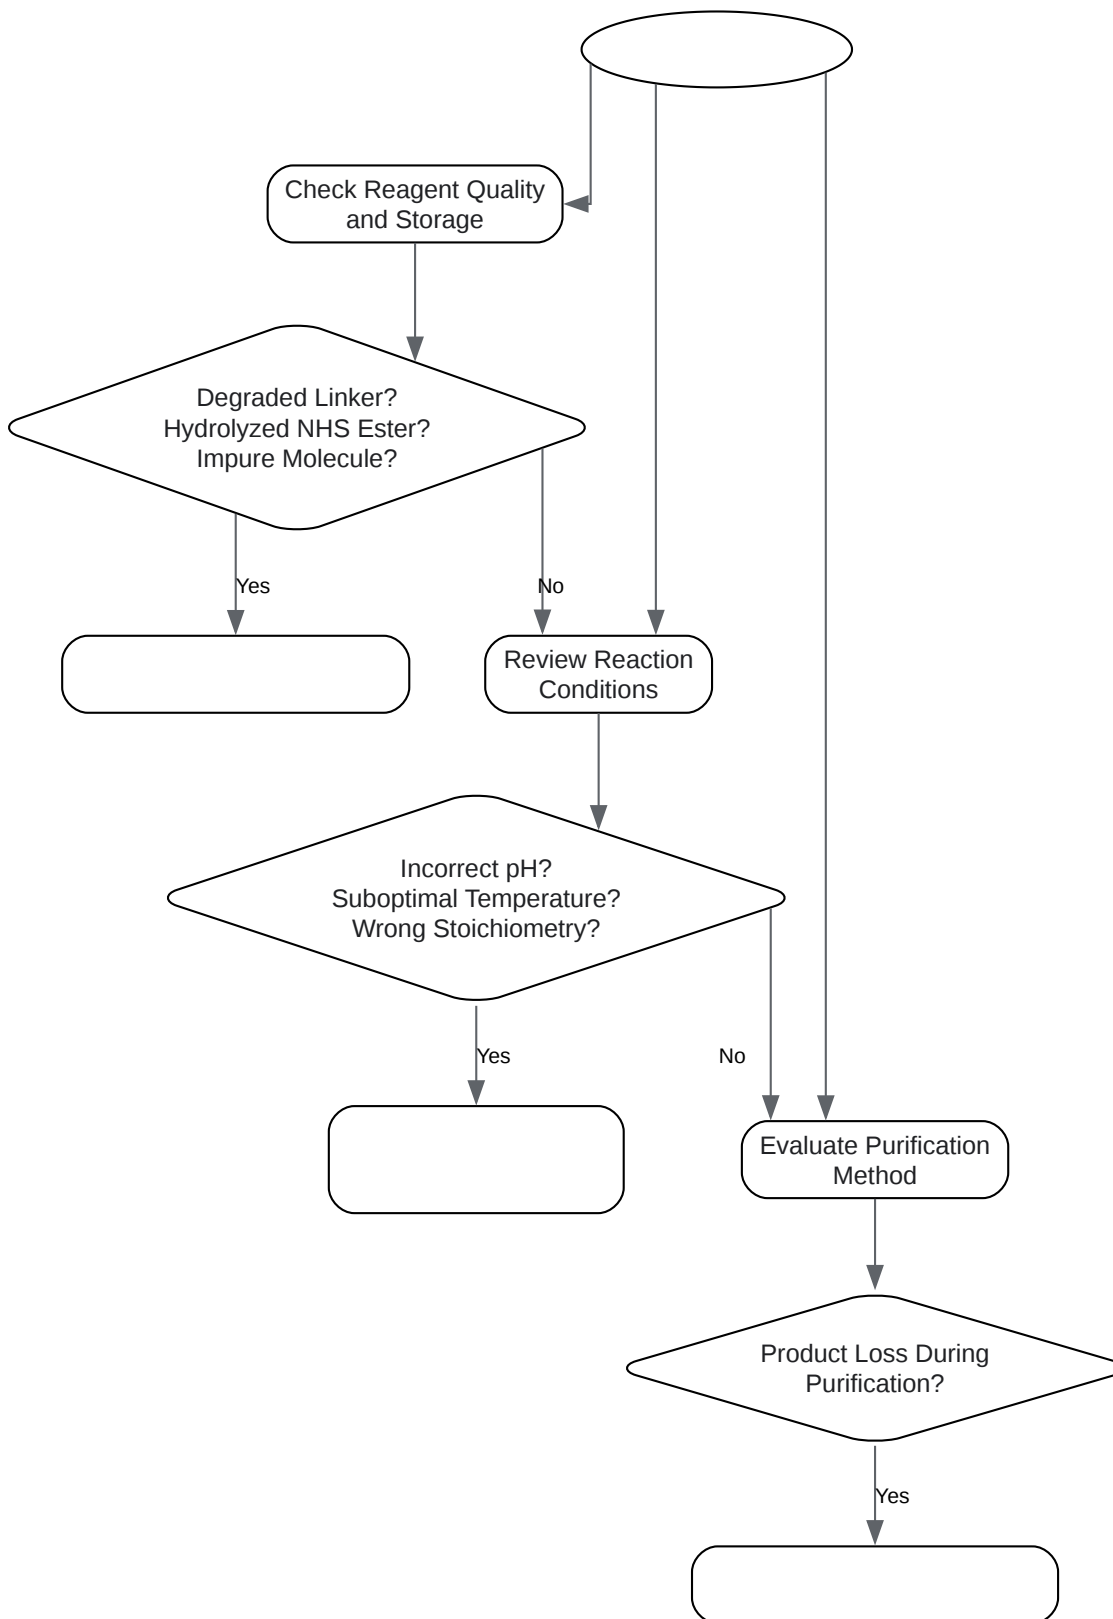 Check Reagent Quality
and Storage
Degraded Linker?
Hydrolyzed NHS Ester?
Impure Molecule?
Yes
No
Review Reaction
Conditions
Incorrect pH?
Suboptimal Temperature?
Wrong Stoichiometry?
Yes
No
Evaluate Purification
Method
Product Loss During
Purification?
Yes